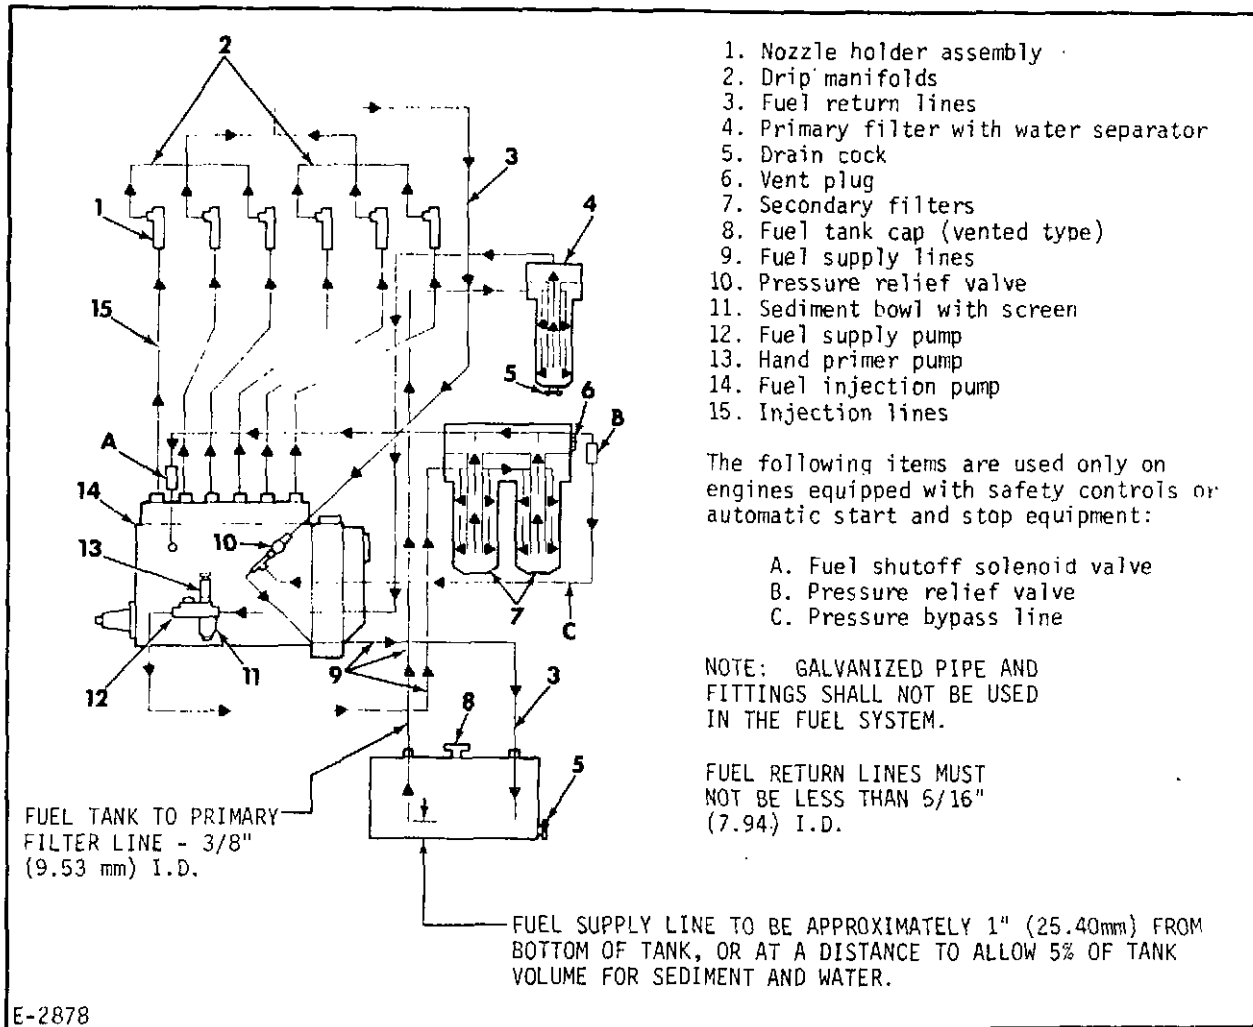 2
3
1
4
15
5
6
B
A
14
10
13
7
C
12
11
9
3
8
5
1. Nozzle holder assembly
2. Drip manifolds
3. Fuel return lines
4. Primary filter with water separator
5. Drain cock
6. Vent plug
7. Secondary filters
8. Fuel tank cap (vented type)
9. Fuel supply lines
10. Pressure relief valve
11. Sediment bowl with screen
12. Fuel supply pump
13. Hand primer pump
14. Fuel injection pump
15. Injection lines
The following items are used only on
engines equipped with safety controls or
automatic start and stop equipment:
A. Fuel shutoff solenoid valve
B. Pressure relief valve
C. Pressure bypass line
NOTE: GALVANIZED PIPE AND
FITTINGS SHALL NOT BE USED
IN THE FUEL SYSTEM.
FUEL RETURN LINES MUST
NOT BE LESS THAN 5/16"
(7.94) I.D.
FUEL TANK TO PRIMARY
FILTER LINE - 3/8"
(9.53 mm) I.D.
FUEL SUPPLY LINE TO BE APPROXIMATELY 1" (25.40mm) FROM
BOTTOM OF TANK, OR AT A DISTANCE TO ALLOW 5% OF TANK
VOLUME FOR SEDIMENT AND WATER.
E-2878